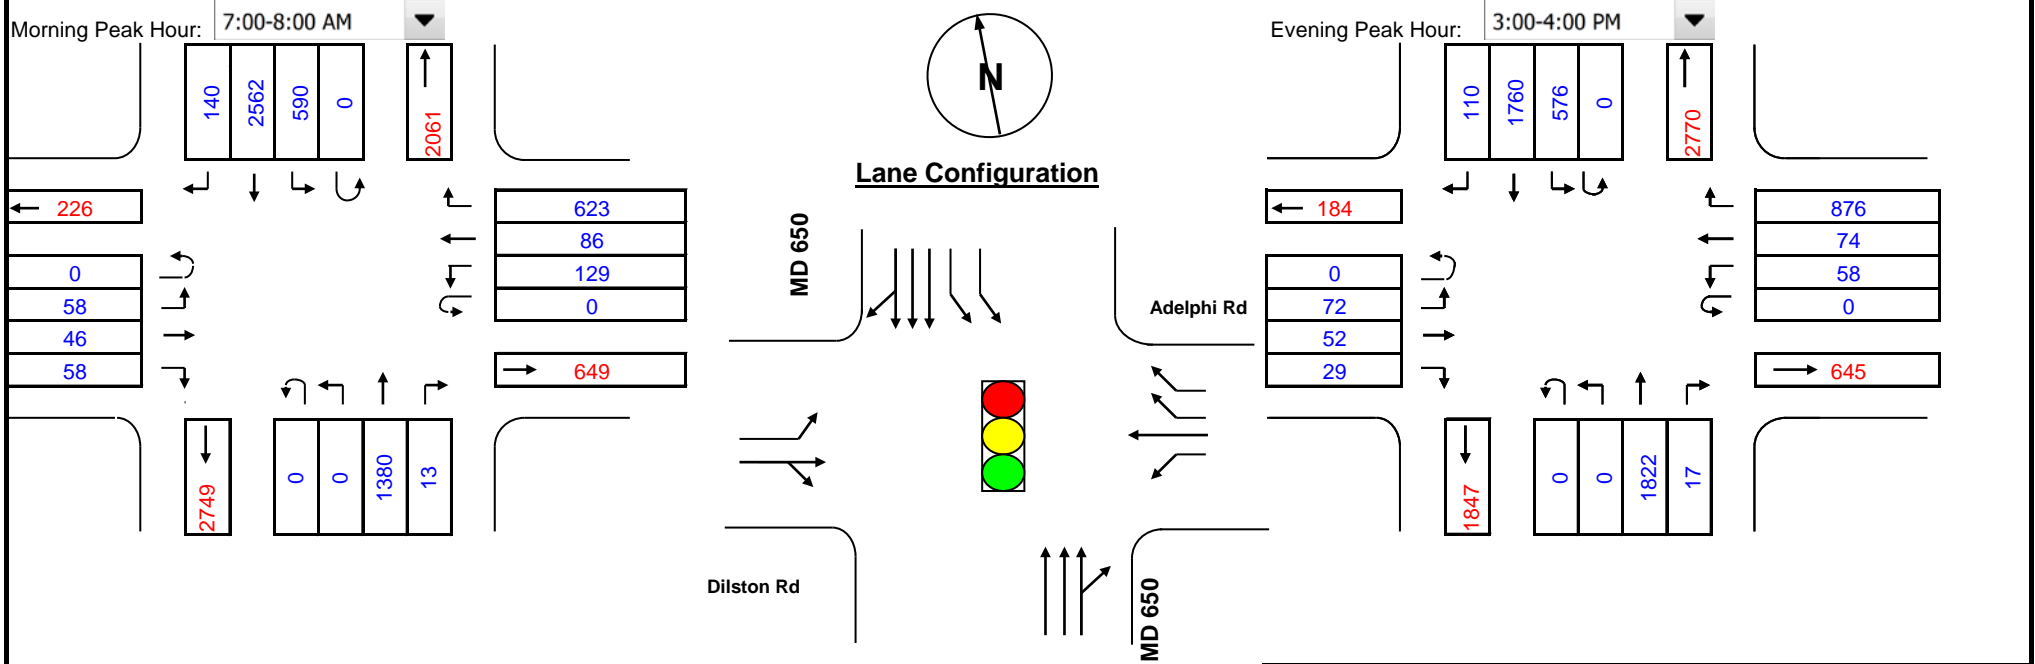 Morning Peak Hour: 7:00-8:00 AM
140 2562 590 0 2061
226
623
86
129
0
0
58
46
58
649
2749 0 0 1380 13
N
Lane Configuration
MD 650
Adelphi Rd
Dilston Rd
MD 650
Evening Peak Hour: 3:00-4:00 PM
110 1760 576 0 2770
184
876
74
58
0
0
72
52
29
645
1847 0 0 1822 17